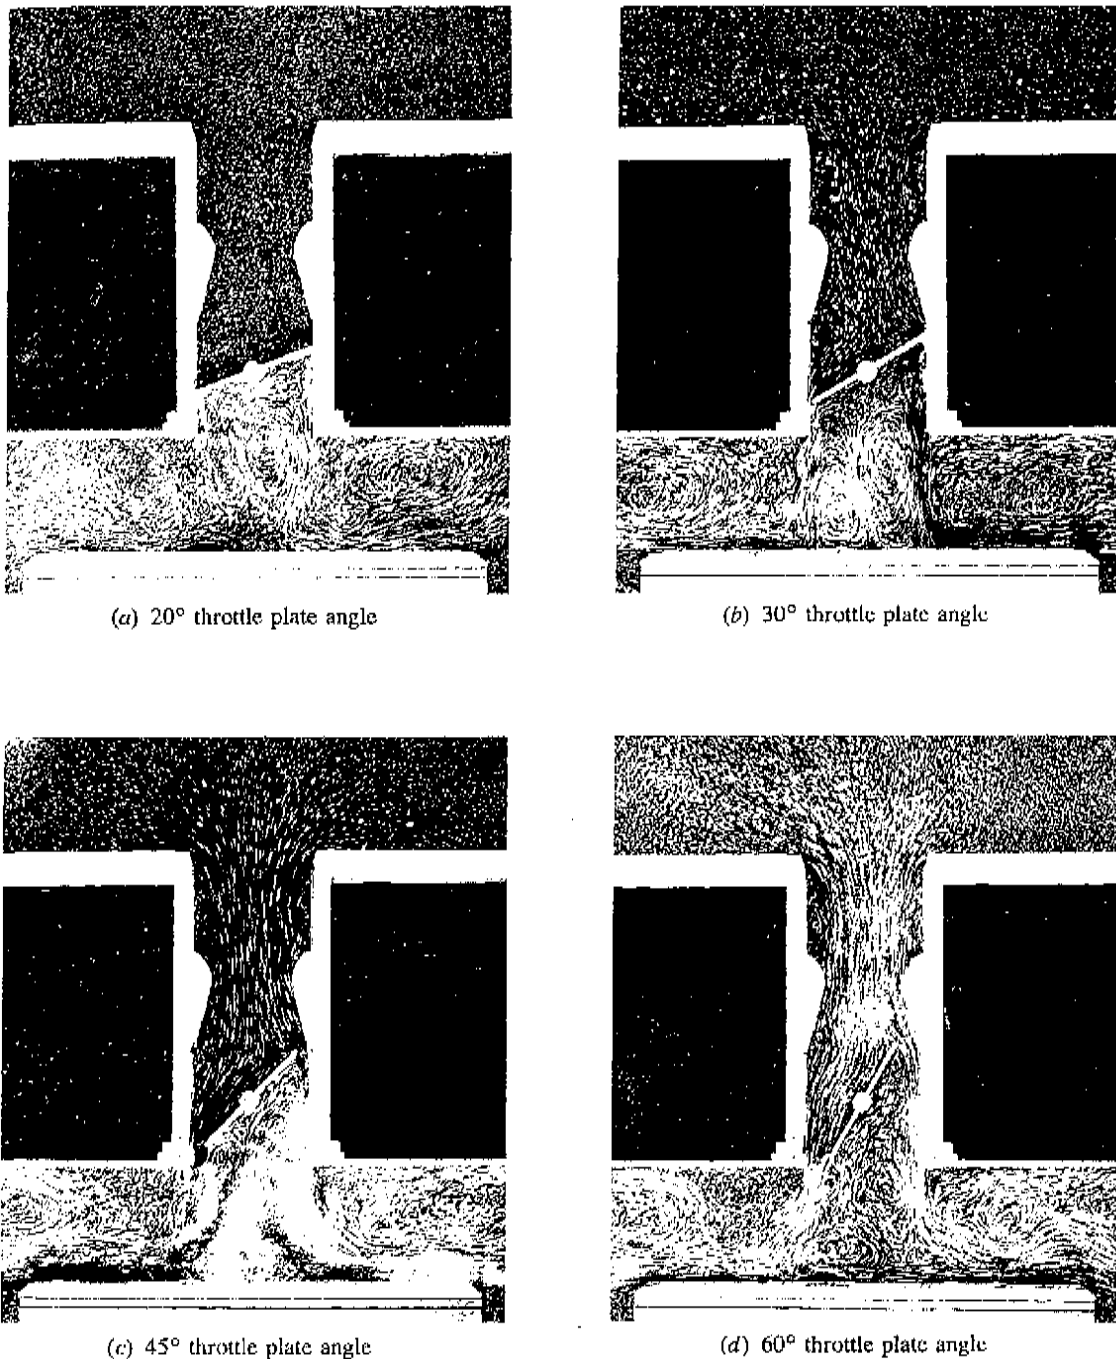 (a) 20° throttle plate angle
(b) 30° throttle plate angle
(c) 45° throttle plate angle
(d) 60° throttle plate angle